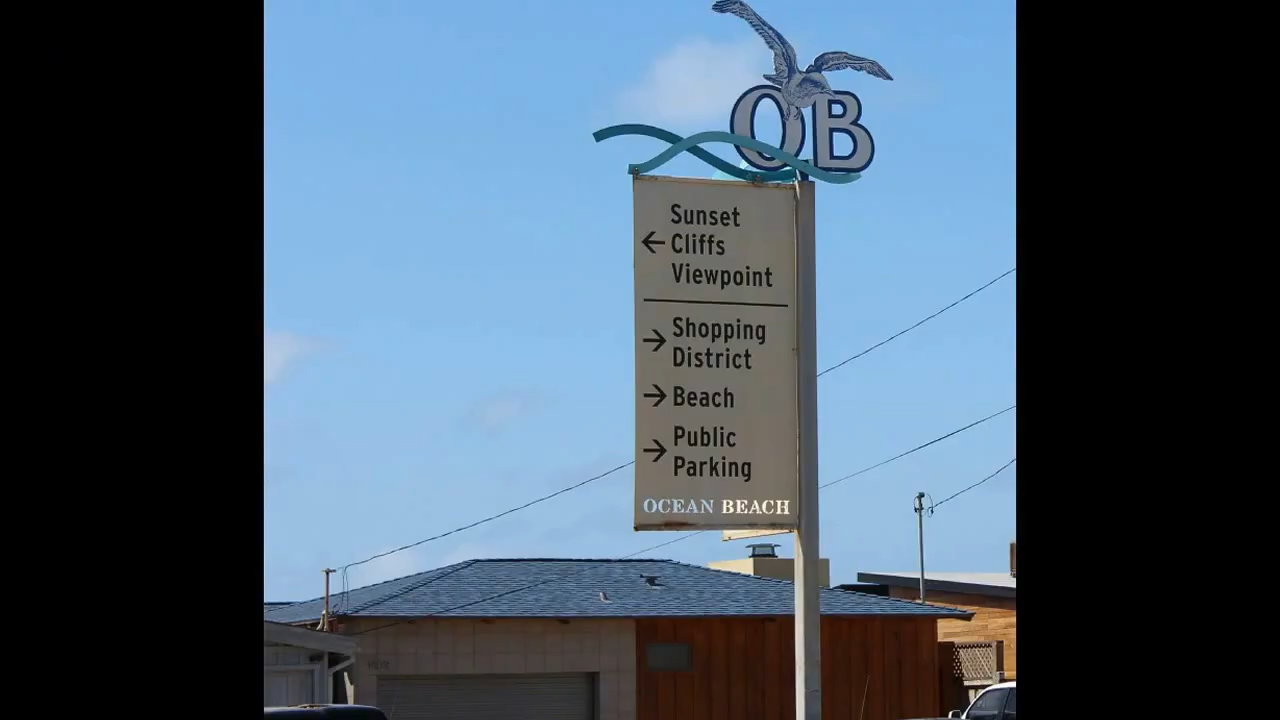 OB
Sunset
← Cliffs
Viewpoint
→ Shopping
District
→ Beach
→ Public
Parking
OCEAN BEACH